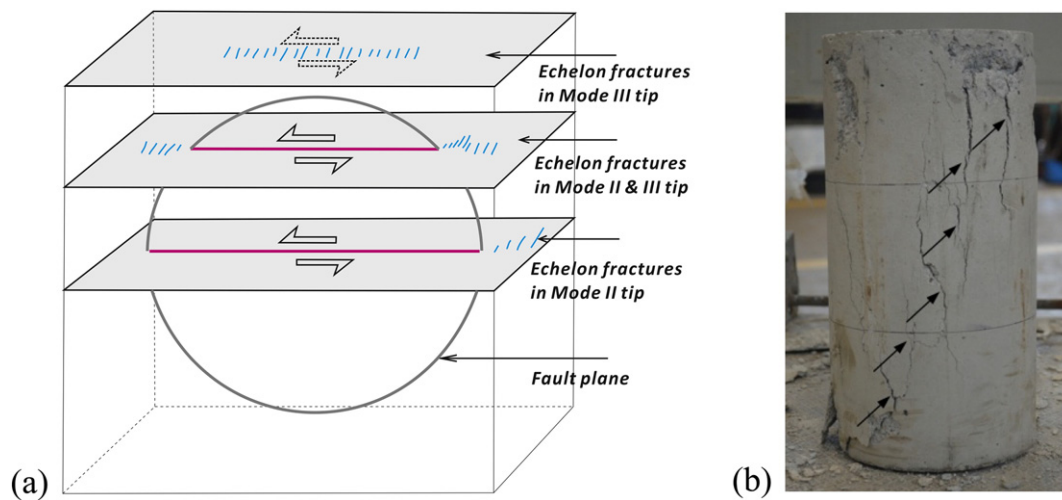 Echelon fractures
in Mode III tip
Echelon fractures
in Mode II & III tip
Echelon fractures
in Mode II tip
Fault plane
(a)
(b)